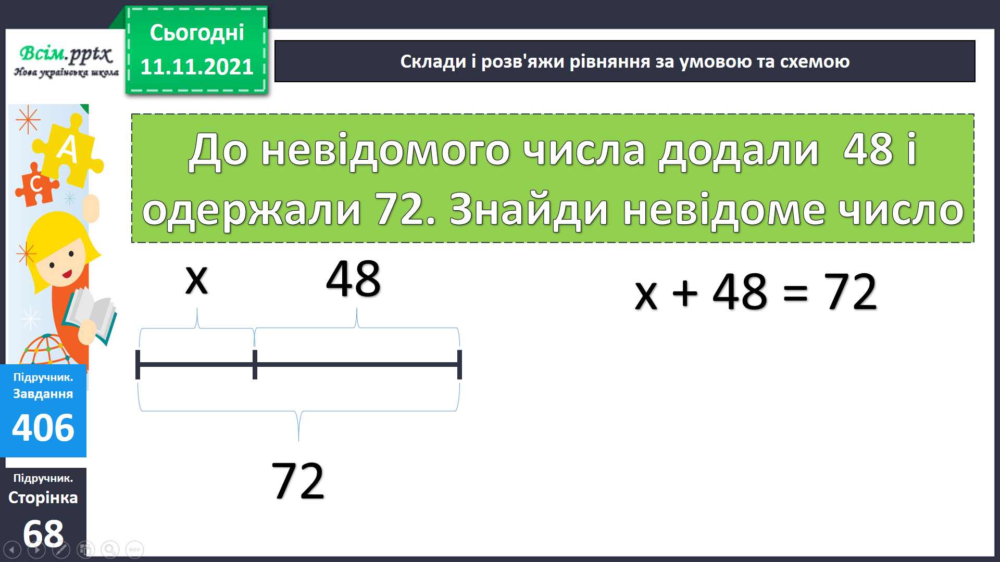 Всім.pptx
Нова українська школа
Сьогодні
11.11.2021
Склади і розв'яжи рівняння за умовою та схемою
До невідомого числа додали 48 і
одержали 72. Знайди невідоме число
A
C
x 48
x + 48 = 72
72
Підручник.
Завдання
406
Підручник.
Сторінка
68